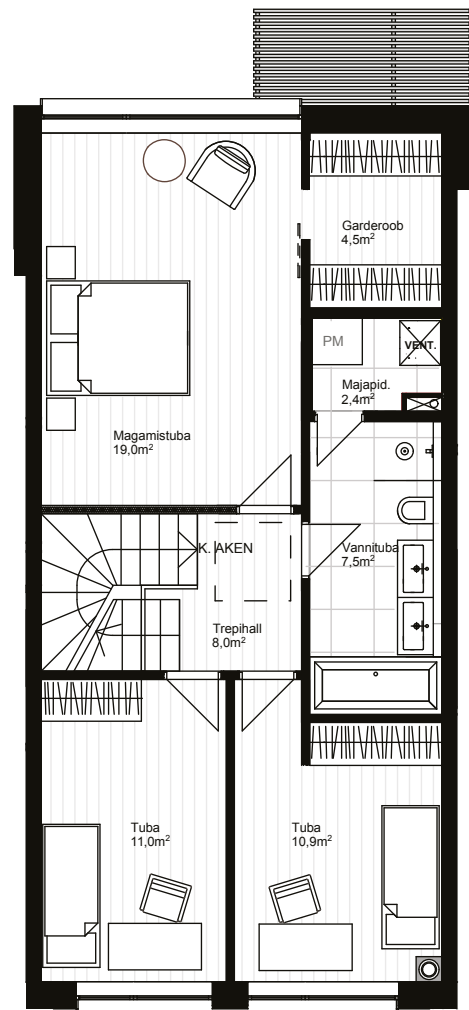 Garderoob
4,5m²
PM
VENT.
Majapid.
2,4m²
Magamistuba
19,0m²
K. AKEN
Vannituba
7,5m²
Trepihall
8,0m²
Tuba
11,0m²
Tuba
10,9m²